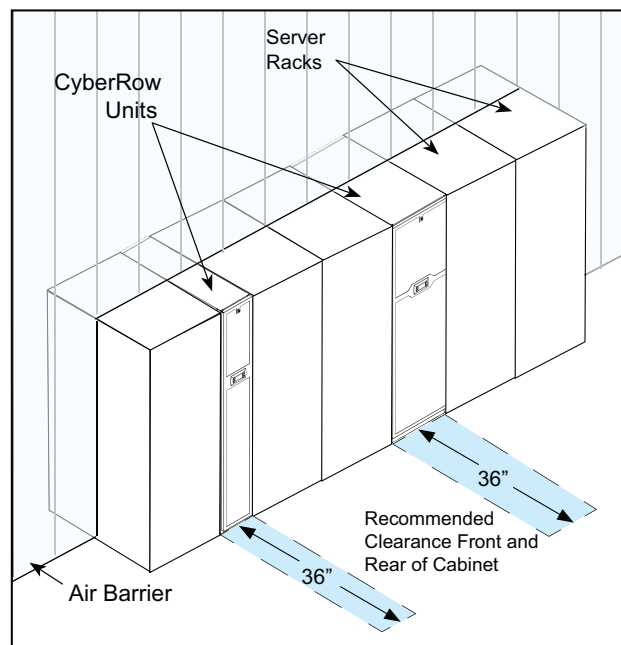 Server
Racks
CyberRow
Units
36”
Recommended
Clearance Front and
Rear of Cabinet
36”
Air Barrier